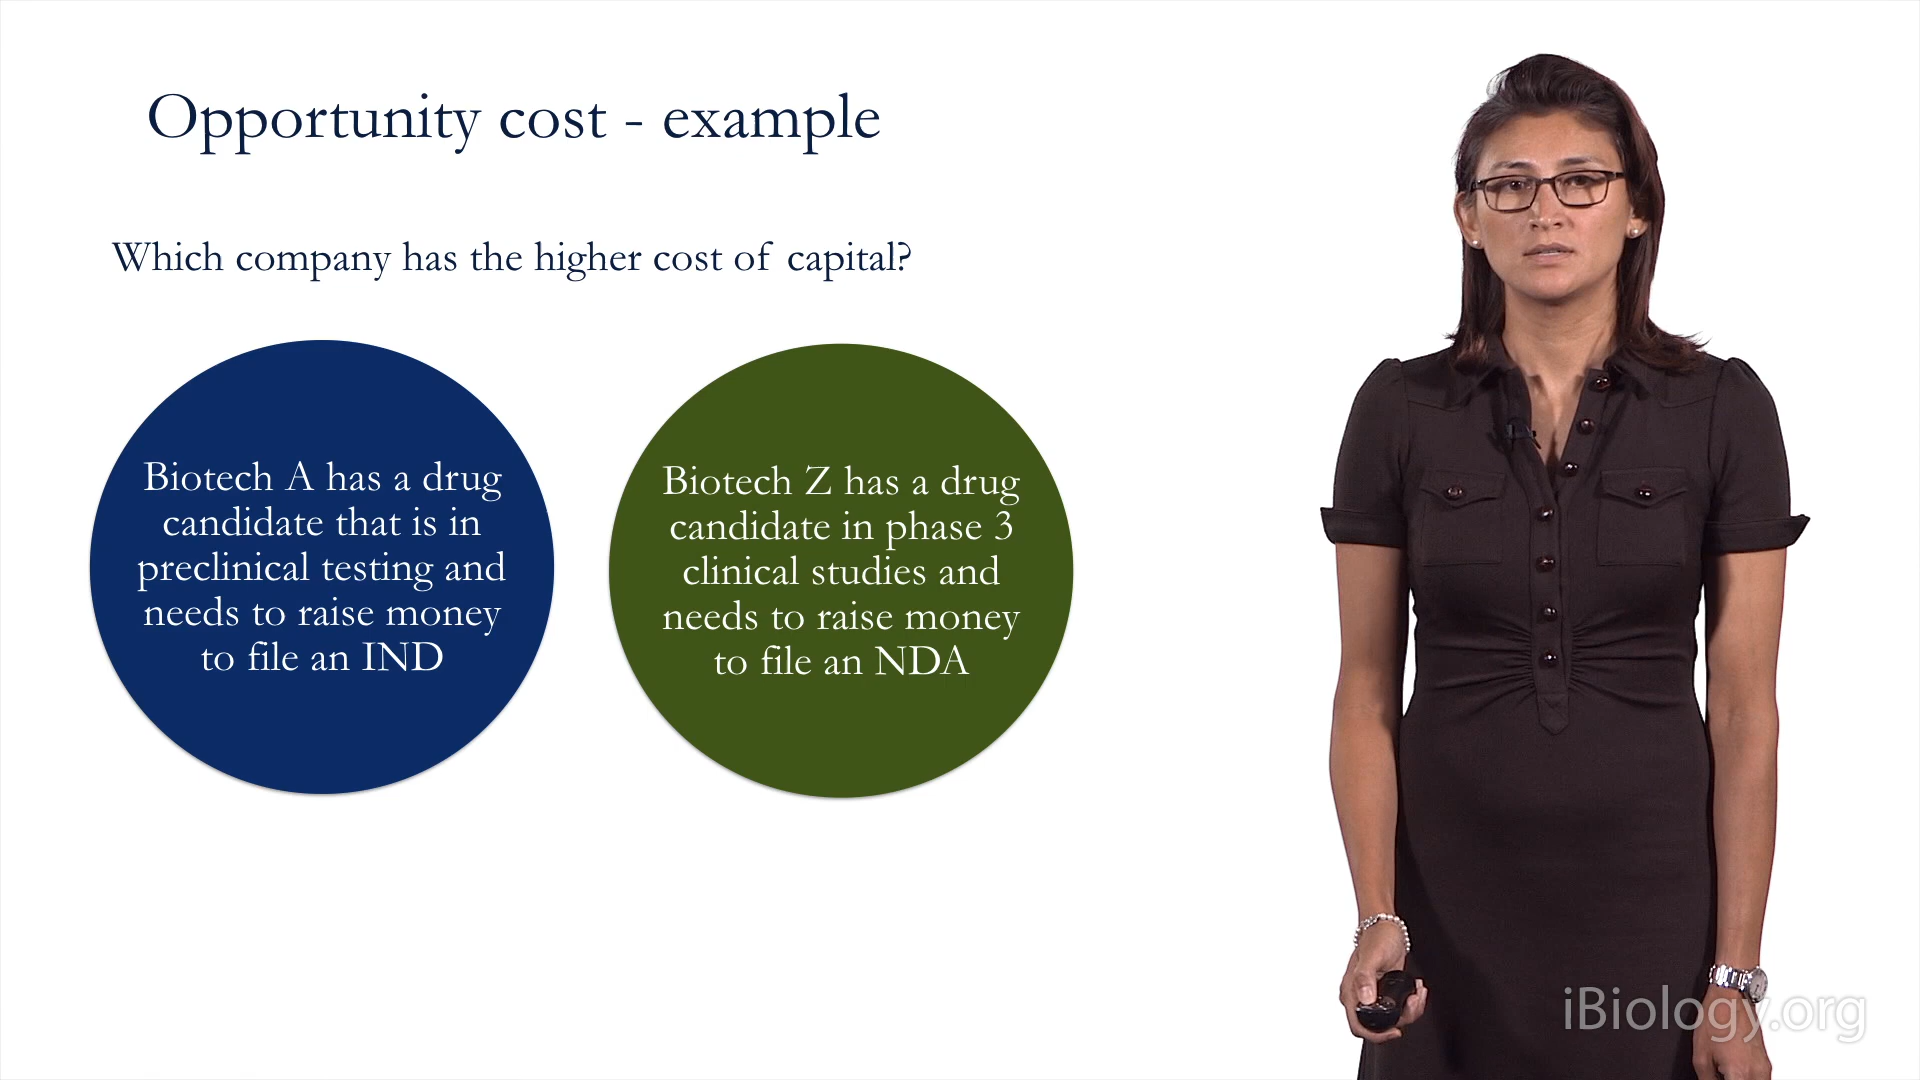 Opportunity cost - example
Which company has the higher cost of capital?
Biotech A has a drug
candidate that is in
preclinical testing and
needs to raise money
to file an IND
Biotech Z has a drug
candidate in phase 3
clinical studies and
needs to raise money
to file an NDA
iBiology.org